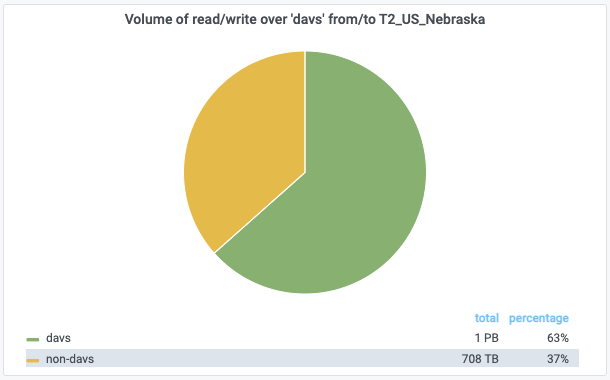 Volume of read/write over 'davs' from/to T2_US_Nebraska
total percentage
davs 1 PB 63%
non-davs 708 TB 37%